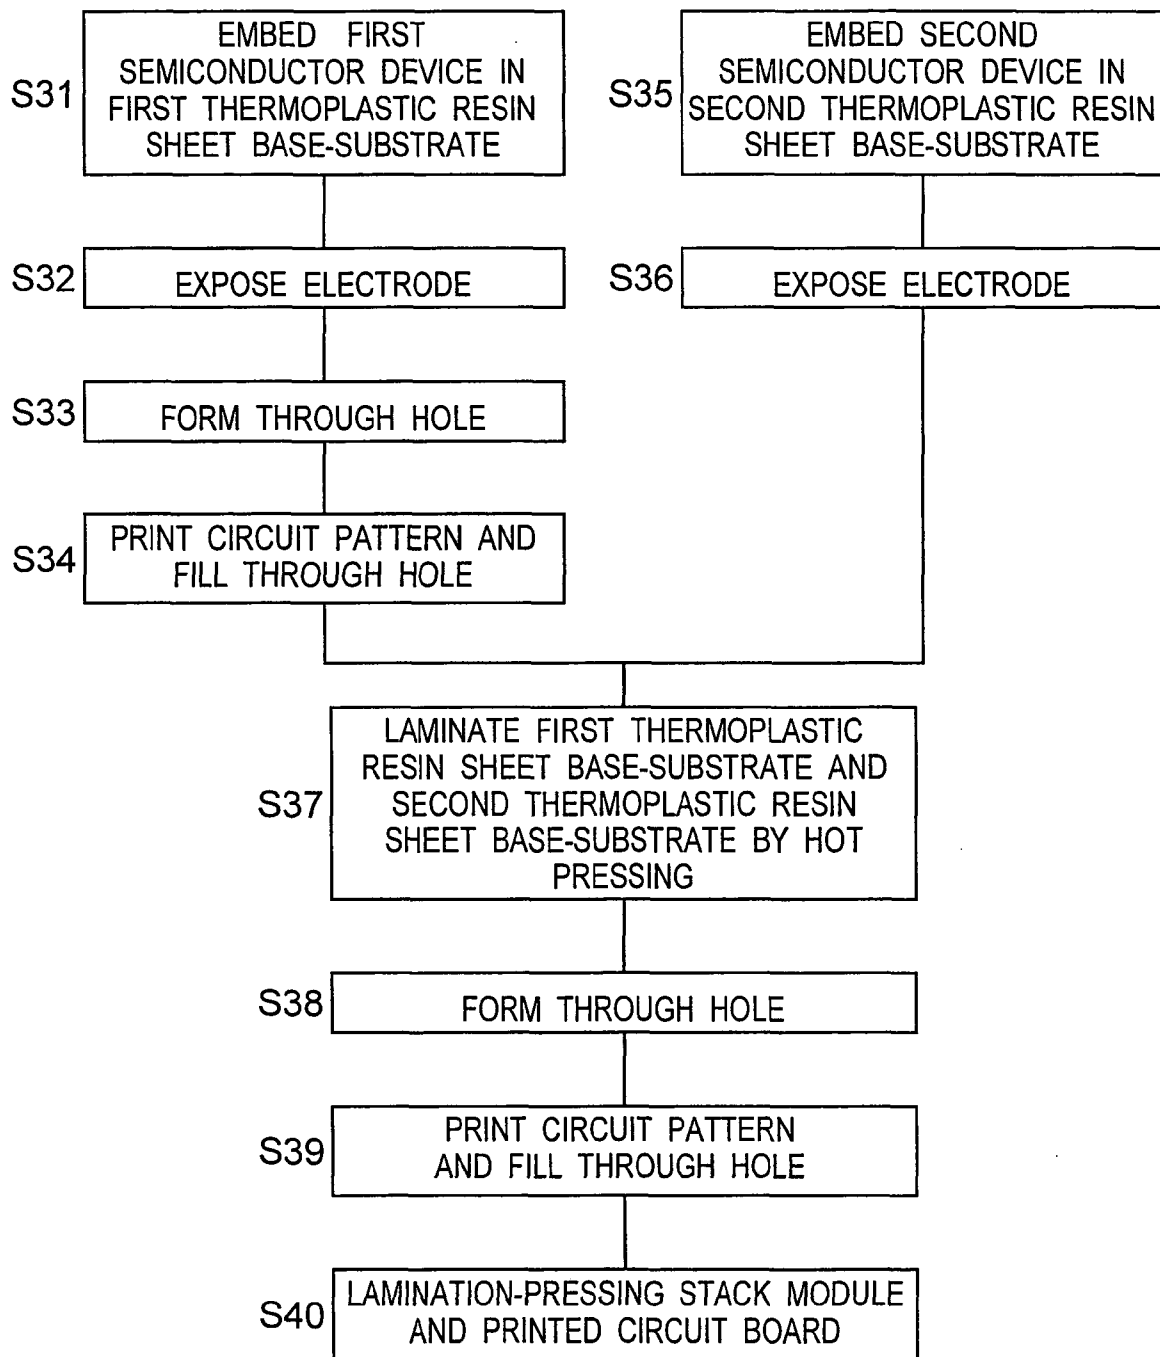 S31
EMBED FIRST
SEMICONDUCTOR DEVICE IN
FIRST THERMOPLASTIC RESIN
SHEET BASE-SUBSTRATE
S32
EXPOSE ELECTRODE
S33
FORM THROUGH HOLE
S34
PRINT CIRCUIT PATTERN AND
FILL THROUGH HOLE
S35
EMBED SECOND
SEMICONDUCTOR DEVICE IN
SECOND THERMOPLASTIC RESIN
SHEET BASE-SUBSTRATE
S36
EXPOSE ELECTRODE
S37
LAMINATE FIRST THERMOPLASTIC
RESIN SHEET BASE-SUBSTRATE AND
SECOND THERMOPLASTIC RESIN
SHEET BASE-SUBSTRATE BY HOT
PRESSING
S38
FORM THROUGH HOLE
S39
PRINT CIRCUIT PATTERN
AND FILL THROUGH HOLE
S40
LAMINATION-PRESSING STACK MODULE
AND PRINTED CIRCUIT BOARD